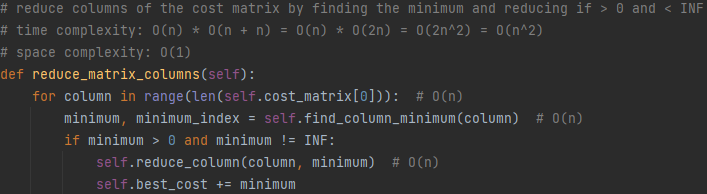 # reduce columns of the cost matrix by finding the minimum and reducing if > 0 and < INF
# time complexity: O(n) * O(n + n) = O(n) * O(2n) = O(2n^2) = O(n^2)
# space complexity: O(1)
def reduce_matrix_columns(self):
    for column in range(len(self.cost_matrix[0])):  # O(n)
        minimum, minimum_index = self.find_column_minimum(column)  # O(n)
        if minimum > 0 and minimum != INF:
            self.reduce_column(column, minimum)  # O(n)
            self.best_cost += minimum